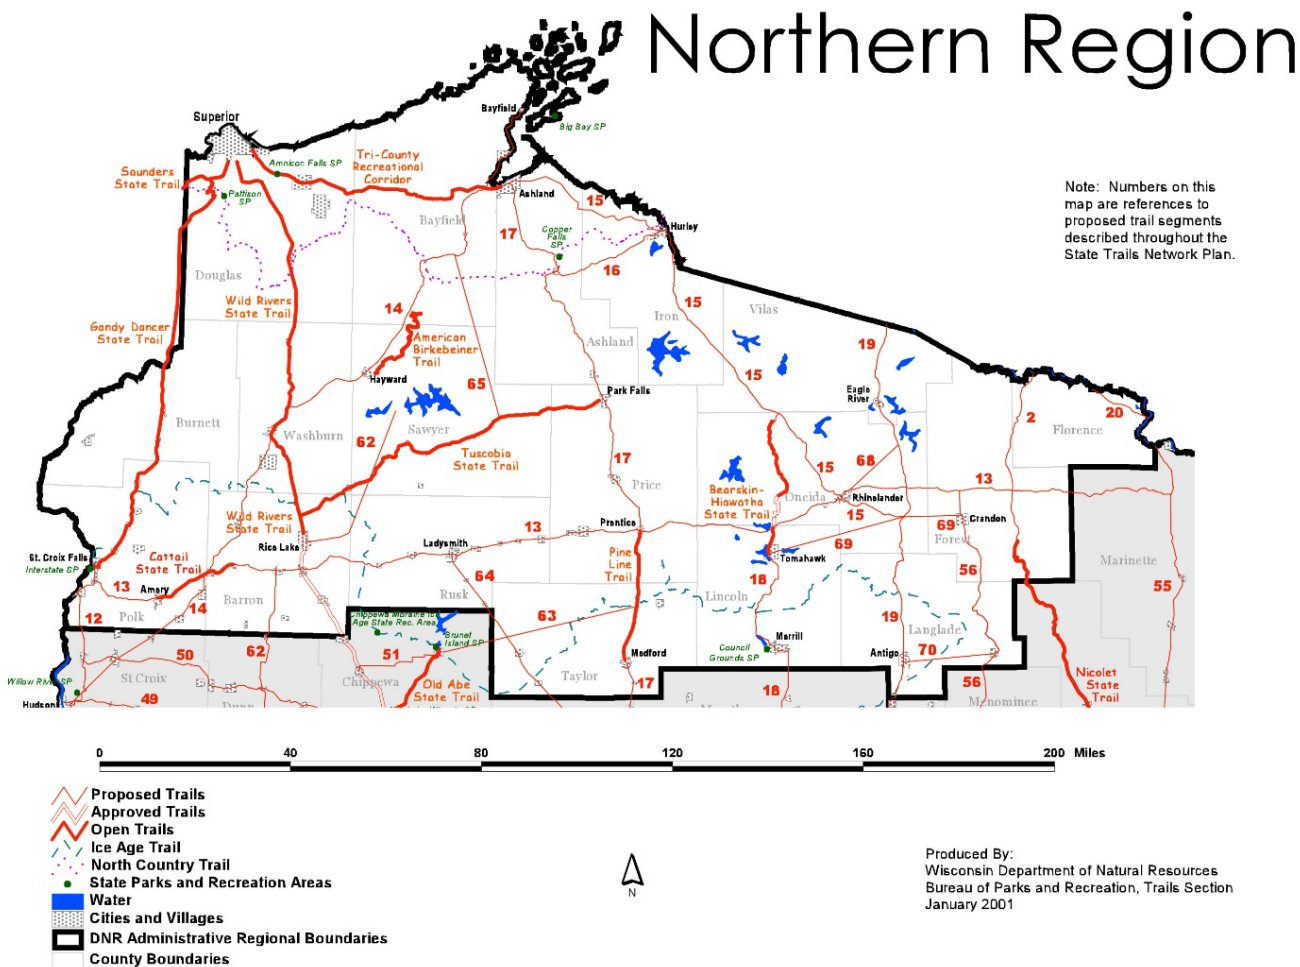 Northern Region
Superior
Bayfield
Big Bay SP
Amnicon Falls SP
Tri-County
Recreational
Corridor
Saunders
State Trail
Pattison
SP
Ashland
Note: Numbers on this
map are references to
proposed trail segments
described throughout the
State Trails Network Plan.
15
Bayfield
17
Copper
Falls
SP
Hurley
16
Douglas
Wild Rivers
State Trail
14
15
Vilas
Iron
Gandy Dancer
State Trail
American
Birkebeiner
Trail
Ashland
19
15
Hayward
65
Park Falls
Eagle
River
2
20
Burnett
Washburn
62
Sawyer
Florence
Tuscobia
State Trail
17
15
68
Price
13
Bearskin-
Hiawatha
State Trail
Oneida
Rhinelander
15
Wild Rivers
State Trail
13
Prentice
69
Crandon
Forest
St. Croix Falls
Interstate SP
Cattail
State Trail
Rice Lake
Ladysmith
Pine
Line
Trail
69
Tomahawk
Marinette
13
Amery
64
18
56
55
12
14
Barron
Rusk
Lincoln
Polk
63
19
Chippewa Moraine Ice
Age State Rec. Area
Brunet
Island SP
Merrill
Langlade
50
62
51
Council
Grounds SP
Antigo
70
Medford
Willow River SP
St Croix
Chippewa
Old Abe
State Trail
Taylor
17
18
56
Nicolet
State
Trail
Hudson
49
Dunn
Menominee
0 40 80 120 160 200 Miles
Proposed Trails
Approved Trails
Open Trails
Ice Age Trail
North Country Trail
State Parks and Recreation Areas
Water
Cities and Villages
DNR Administrative Regional Boundaries
County Boundaries
N
Produced By:
Wisconsin Department of Natural Resources
Bureau of Parks and Recreation, Trails Section
January 2001